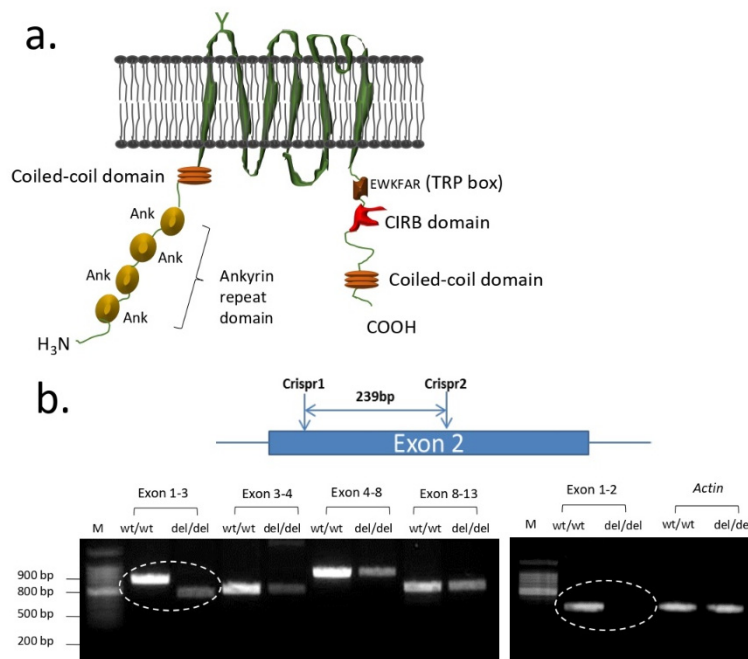 a.
Coiled-coil domain
EWKFAR (TRP box)
Ank
CIRB domain
Ank
Ank
Ankyrin
repeat
domain
Coiled-coil domain
Ank
COOH
H3N
b.
Crispr1
Crispr2
239bp
Exon 2
Exon 1-3
Exon 3-4
Exon 4-8
Exon 8-13
Exon 1-2
Actin
M
wt/wt
del/del
wt/wt
del/del
wt/wt
del/del
wt/wt
del/del
M
wt/wt
del/del
wt/wt
del/del
900 bp
800 bp
500 bp
200 bp